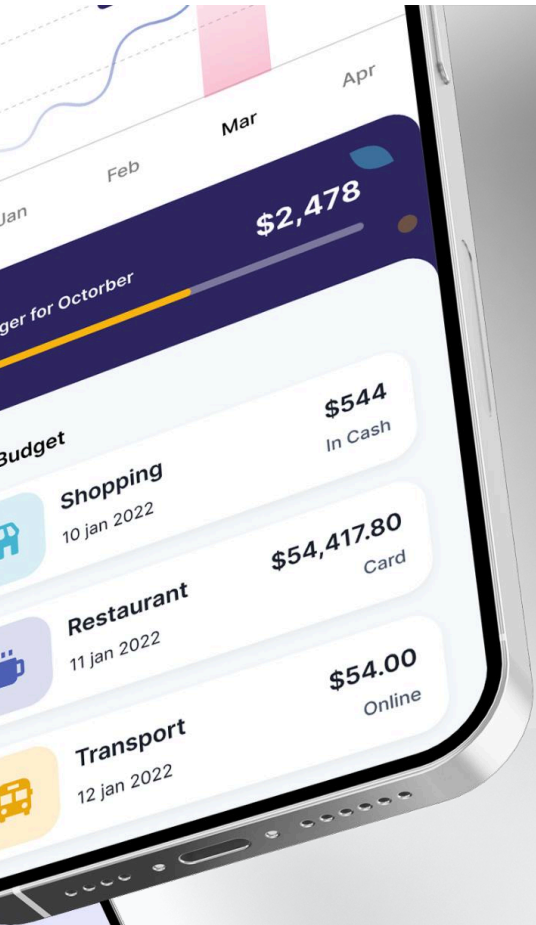 Jan
Feb
Mar
Apr
$2,478
ger for Octorber
Budget
Shopping
10 jan 2022
$544
In Cash
Restaurant
11 jan 2022
$54,417.80
Card
Transport
12 jan 2022
$54.00
Online